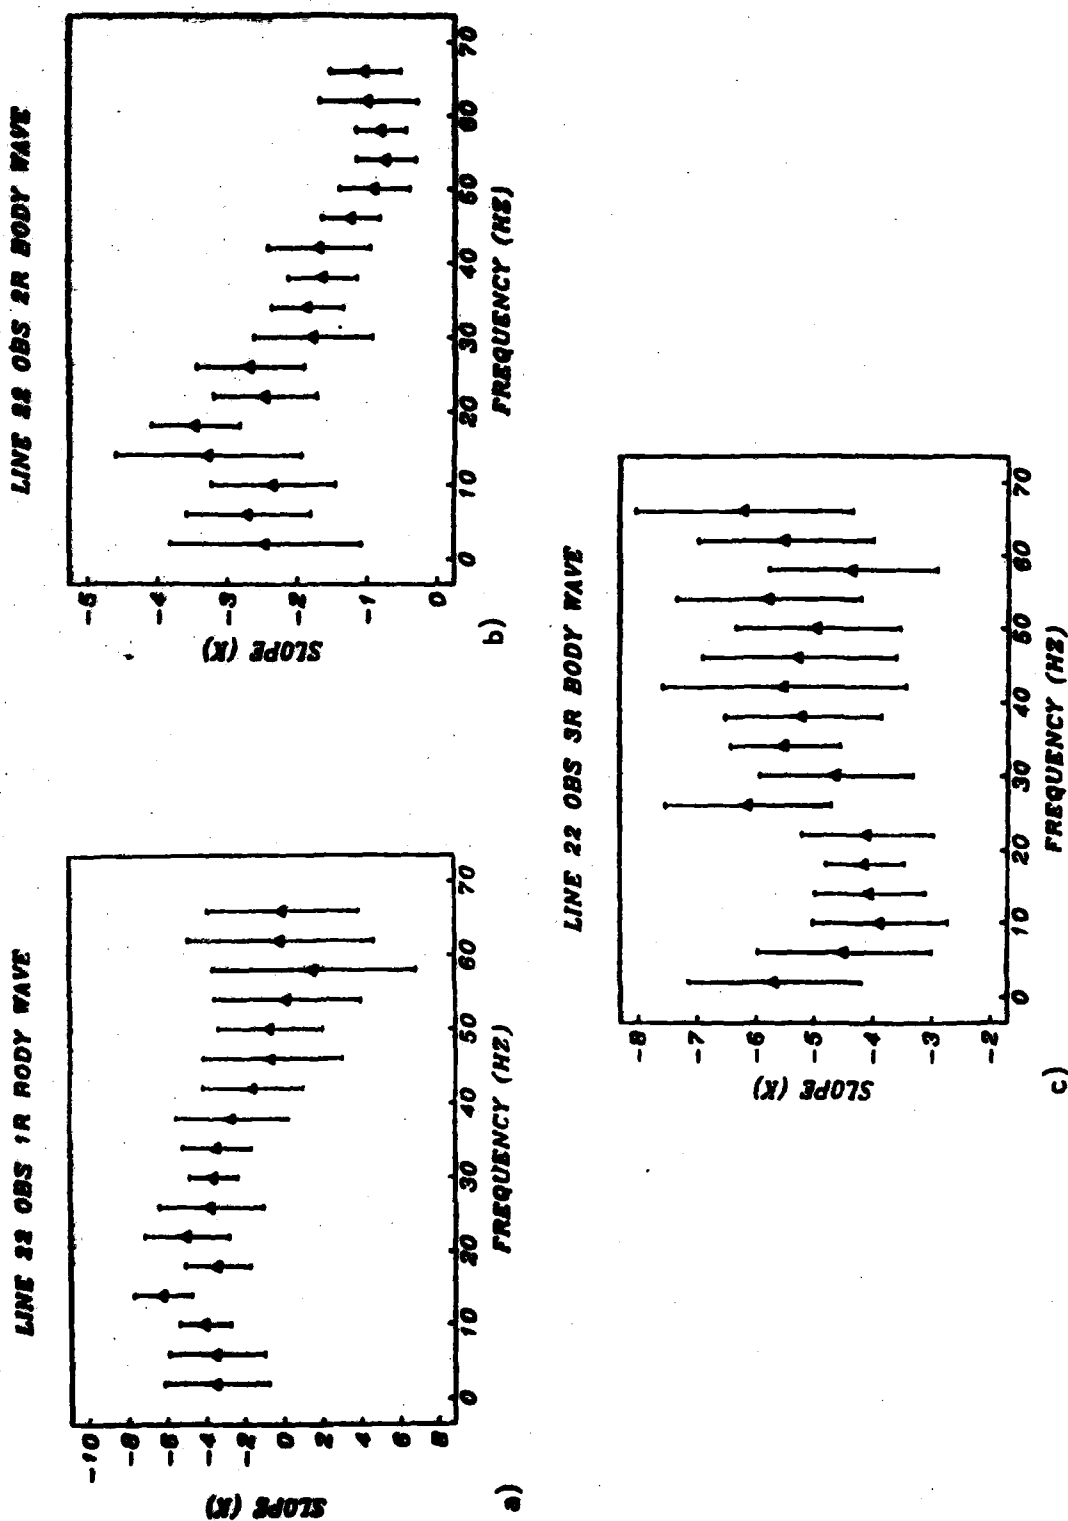 LINE 22 OBS 1R RODY WAVE
SLOPE (K)
-10
-8
-6
-4
-2
0
2
4
6
8
0 10 20 30 40 50 60 70
FREQUENCY (HZ)
a)
LINE 22 OBS 2R BODY WAVE
SLOPE (K)
-5
-4
-3
-2
-1
0
0 10 20 30 40 50 60 70
FREQUENCY (HZ)
b)
LINE 22 OBS 3R BODY WAVE
SLOPE (K)
-8
-7
-6
-5
-4
-3
-2
0 10 20 30 40 50 60 70
FREQUENCY (HZ)
c)